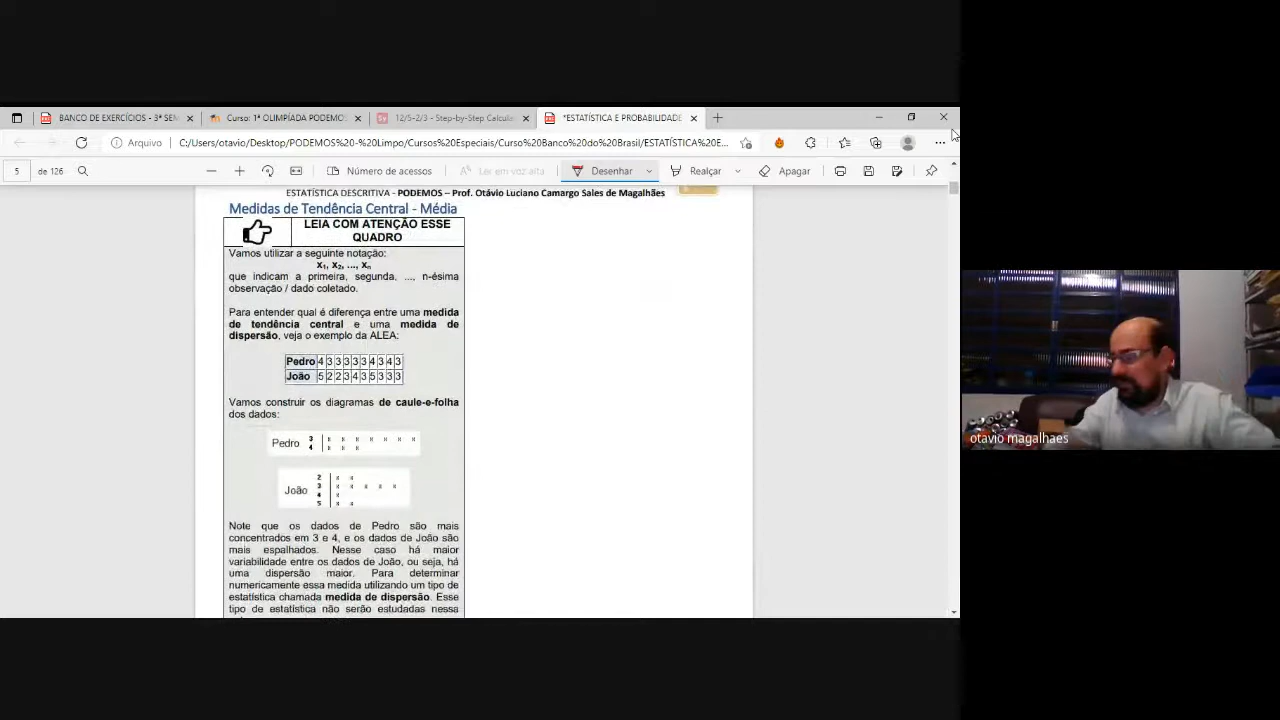 BANCO DE EXERCÍCIOS - 3ª SEM
Curso: 1ª OLIMPÍADA PODEMOS
12/5-2/3 - Step-by-Step Calcula
*ESTATÍSTICA E PROBABILIDADE
Arquivo | C:/Users/otavio/Desktop/PODEMOS%20-%20Limpo/Cursos%20Especiais/Curso%20Banco%20do%20Brasil/ESTATÍSTICA%20E...
5 de 126
Número de acessos
Ler em voz alta
Desenhar
Realçar
Apagar
ESTATÍSTICA DESCRITIVA - PODEMOS – Prof. Otávio Luciano Camargo Sales de Magalhães
Medidas de Tendência Central - Média
LEIA COM ATENÇÃO ESSE
QUADRO
Vamos utilizar a seguinte notação:
x1, x2, ..., xn
que indicam a primeira, segunda, ..., n-ésima
observação / dado coletado.
Para entender qual é diferença entre uma medida
de tendência central e uma medida de
dispersão, veja o exemplo da ALEA:
Pedro 4 3 3 3 3 3 4 3 4 3
João 5 2 2 3 4 3 5 3 3 3
Vamos construir os diagramas de caule-e-folha
dos dados:
Pedro
3 | x x x x x x x
4 | x x x
João
2 | x x
3 | x x x x x
4 | x
5 | x x
Note que os dados de Pedro são mais
concentrados em 3 e 4, e os dados de João são
mais espalhados. Nesse caso há maior
variabilidade entre os dados de João, ou seja, há
uma dispersão maior. Para determinar
numericamente essa medida utilizando um tipo de
estatística chamada medida de dispersão. Esse
tipo de estatística não serão estudadas nessa
otavio magalhaes